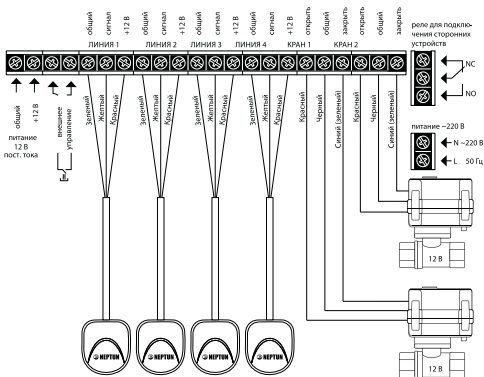 общий
сигнал
+12 В
общий
сигнал
+12 В
общий
сигнал
+12 В
общий
сигнал
+12 В
открыть
общий
закрыть
открыть
общий
закрыть
реле для подклю-
чения сторонних
устройств
ЛИНИЯ 1
ЛИНИЯ 2
ЛИНИЯ 3
ЛИНИЯ 4
КРАН 1
КРАН 2
NC
NO
общий
+12 В
питание
12 В
пост. тока
внешнее
управление
Зеленый
Желтый
Красный
Зеленый
Желтый
Красный
Зеленый
Желтый
Красный
Зеленый
Желтый
Красный
Красный
Черный
Синий (зеленый)
Красный
Черный
Синий (зеленый)
питание ~220 В
N ~220 В
L 50 Гц
12 В
NEPTUN
NEPTUN
NEPTUN
NEPTUN
12 В